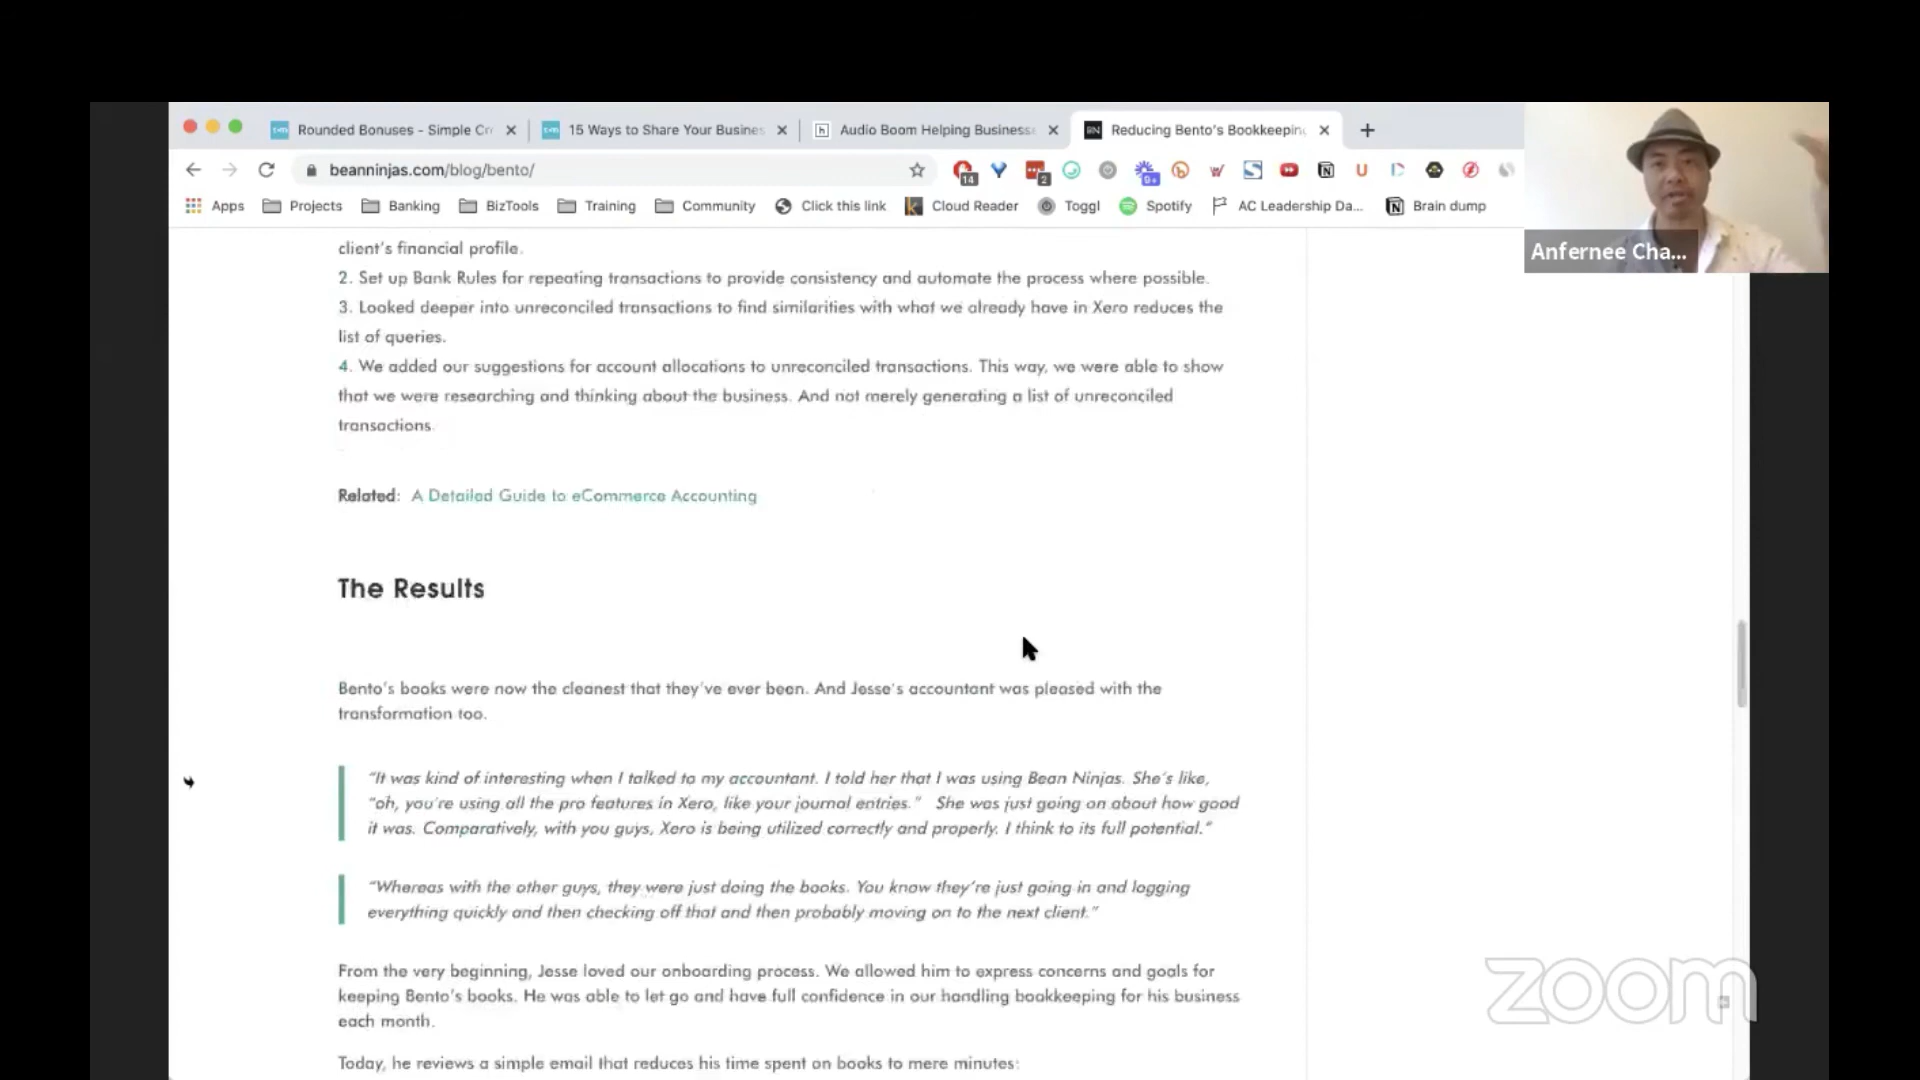 Rounded Bonuses - Simple Cr
15 Ways to Share Your Busines
Audio Boom Helping Business
BN
Reducing Bento's Bookkeeping
beanninjas.com/blog/bento/
14
2
9+
Apps
Projects
Banking
BizTools
Training
Community
Click this link
Cloud Reader
Toggl
Spotify
AC Leadership Da...
Brain dump
Anfernee Cha...
client's financial profile.
2. Set up Bank Rules for repeating transactions to provide consistency and automate the process where possible.
3. Looked deeper into unreconciled transactions to find similarities with what we already have in Xero reduces the
list of queries.
4. We added our suggestions for account allocations to unreconciled transactions. This way, we were able to show
that we were researching and thinking about the business. And not merely generating a list of unreconciled
transactions.
Related: A Detailed Guide to eCommerce Accounting
The Results
Bento's books were now the cleanest that they've ever been. And Jesse's accountant was pleased with the
transformation too.
"It was kind of interesting when I talked to my accountant. I told her that I was using Bean Ninjas. She's like,
"oh, you're using all the pro features in Xero, like your journal entries." She was just going on about how good
it was. Comparatively, with you guys, Xero is being utilized correctly and properly. I think to its full potential."
"Whereas with the other guys, they were just doing the books. You know they're just going in and logging
everything quickly and then checking off that and then probably moving on to the next client."
From the very beginning, Jesse loved our onboarding process. We allowed him to express concerns and goals for
keeping Bento's books. He was able to let go and have full confidence in our handling bookkeeping for his business
each month.
Today, he reviews a simple email that reduces his time spent on books to mere minutes:
zoom